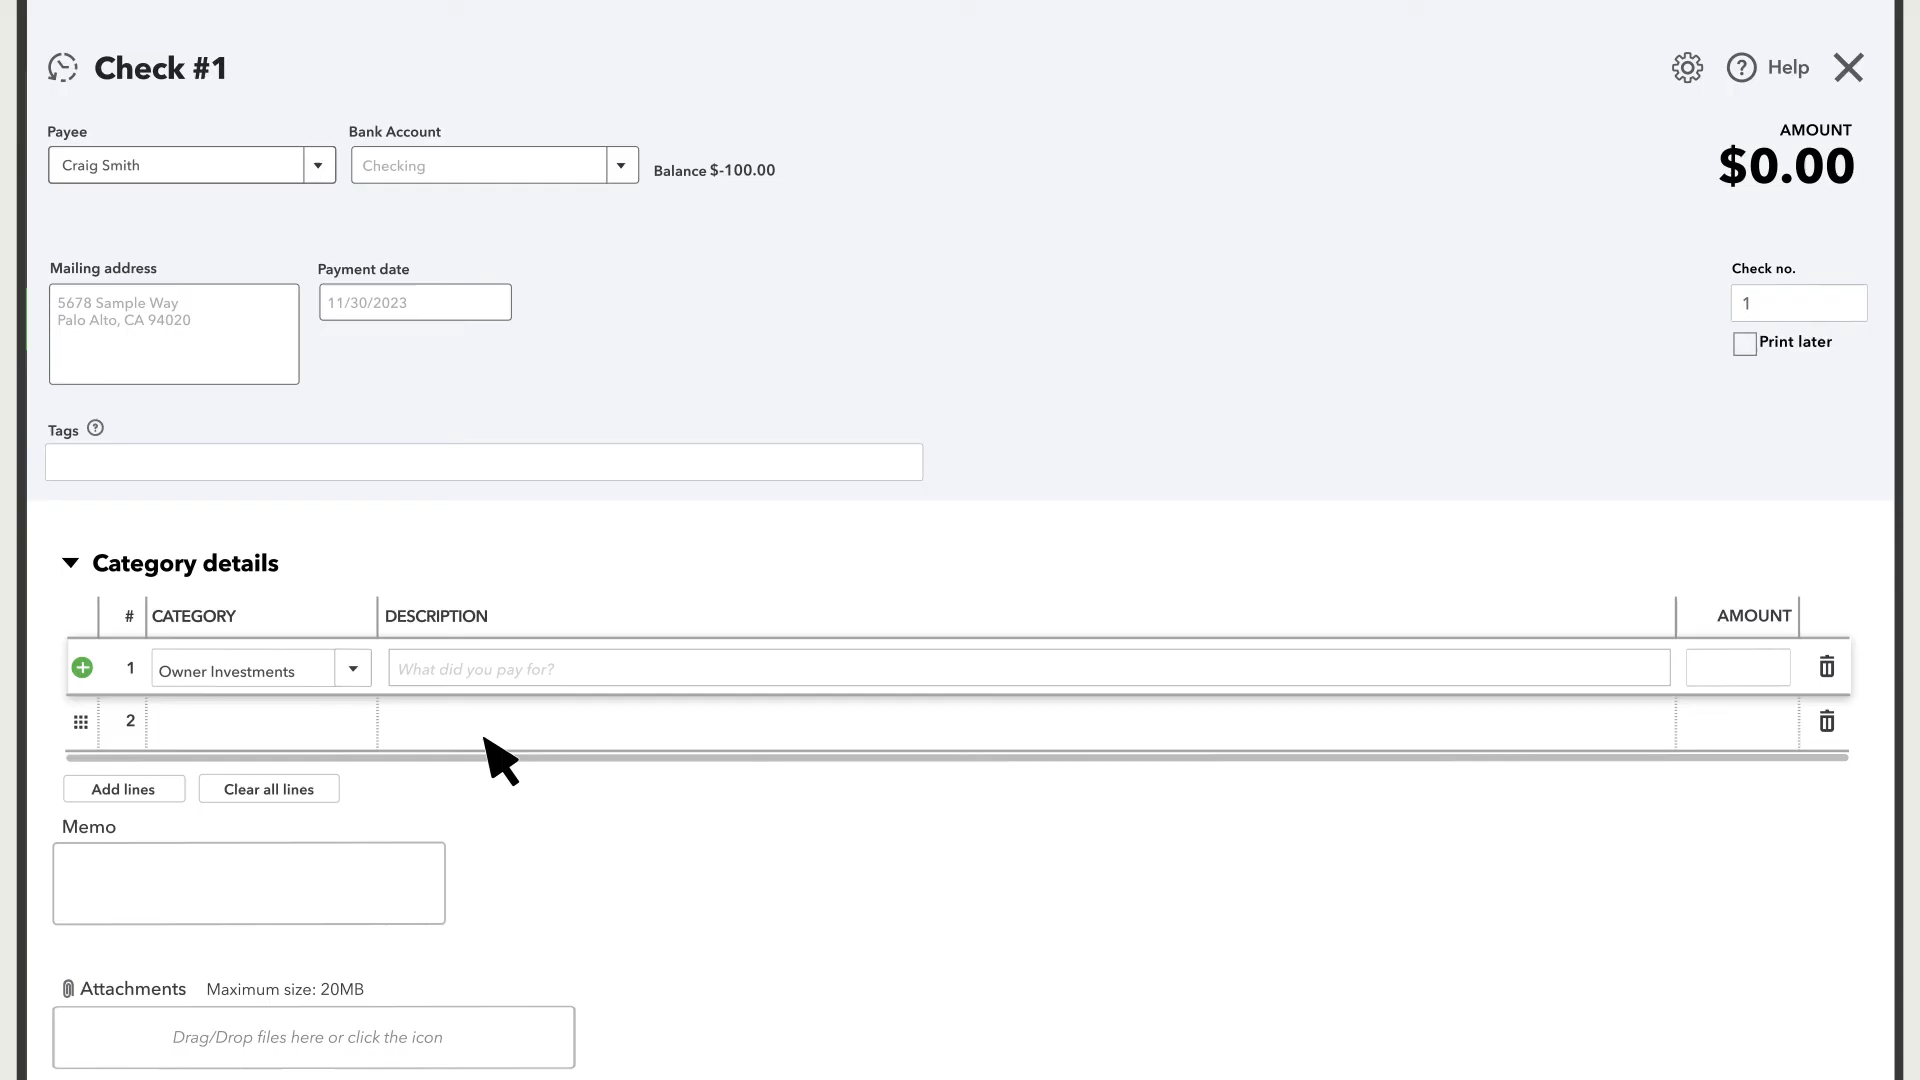 Check #1
Help
Payee
Bank Account
Craig Smith
Checking
Balance $-100.00
AMOUNT
$0.00
Mailing address
Payment date
Check no.
5678 Sample Way
Palo Alto, CA 94020
11/30/2023
1
Print later
Tags
Category details
# CATEGORY DESCRIPTION AMOUNT
1 Owner Investments What did you pay for?
2
Add lines Clear all lines
Memo
Attachments Maximum size: 20MB
Drag/Drop files here or click the icon